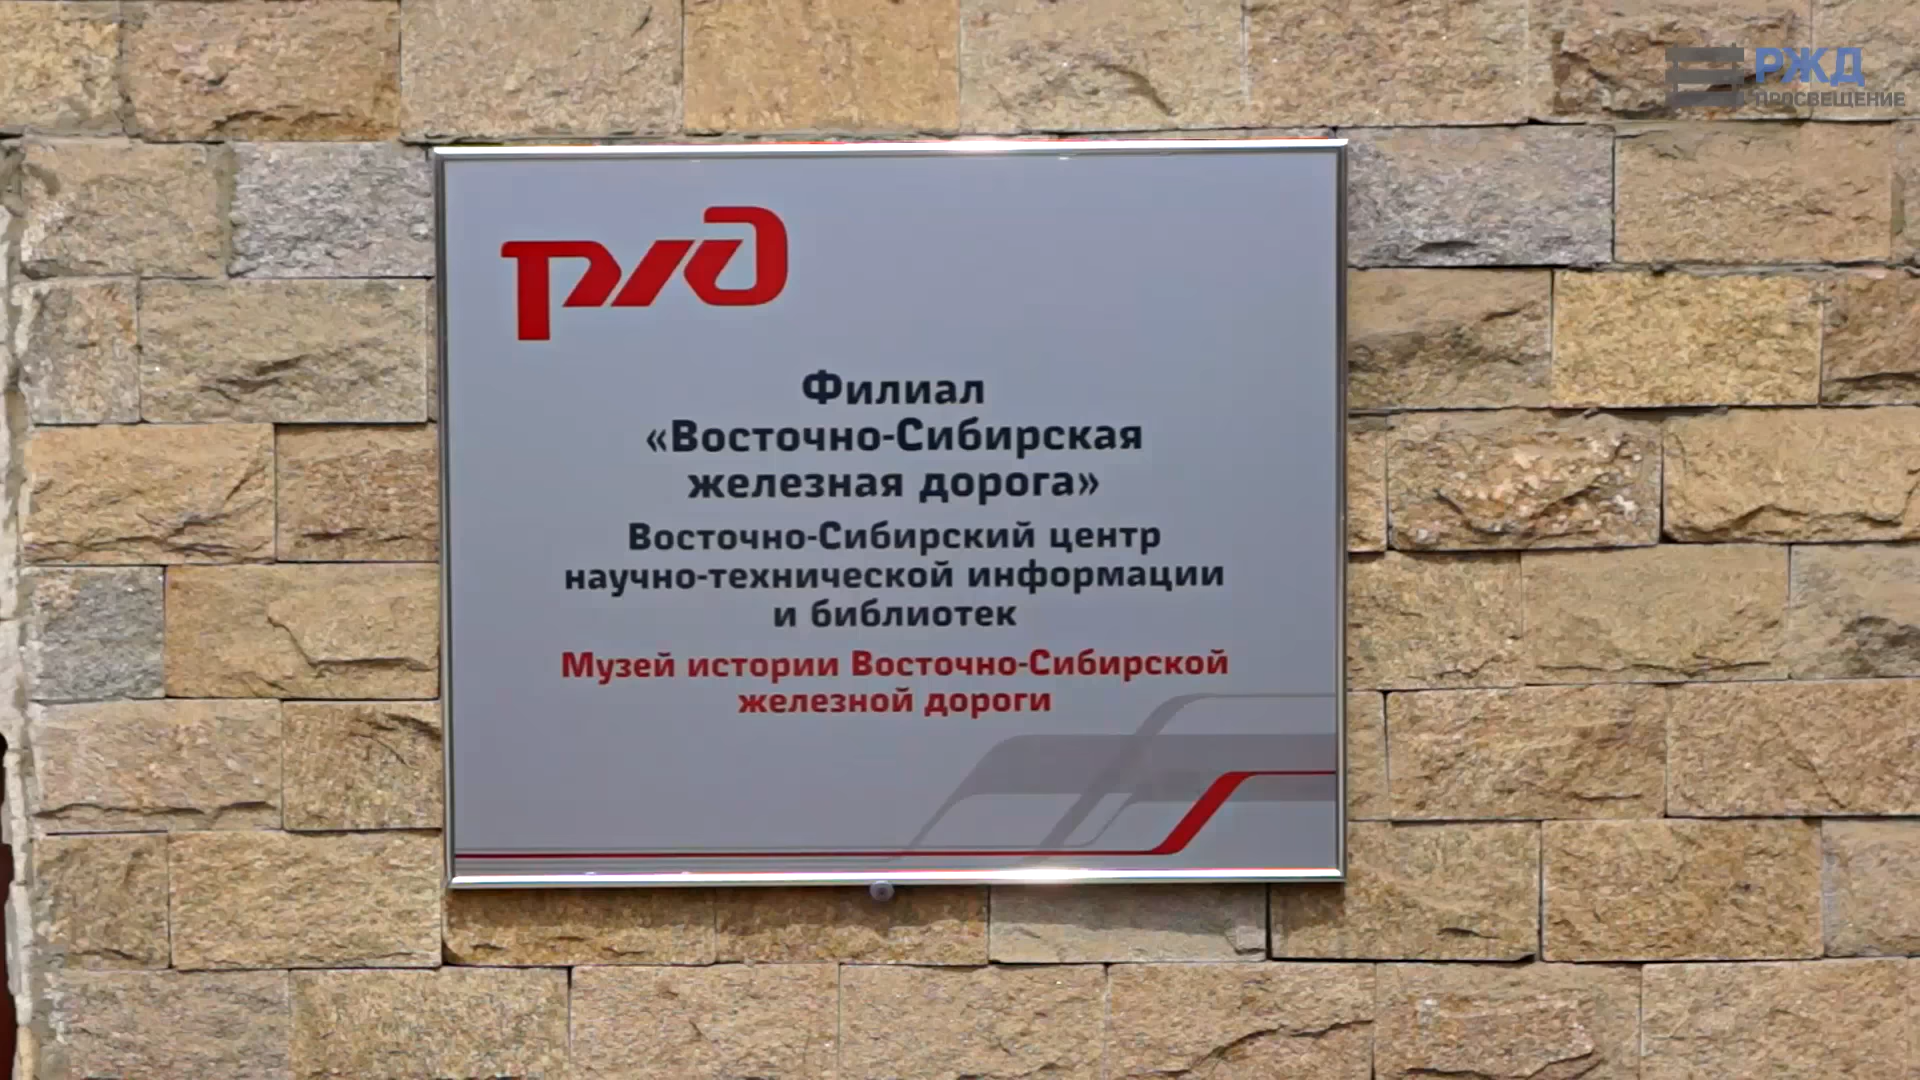 РЖД
ПРОСВЕЩЕНИЕ
РЖД
Филиал
«Восточно-Сибирская
железная дорога»
Восточно-Сибирский центр
научно-технической информации
и библиотек
Музей истории Восточно-Сибирской
железной дороги